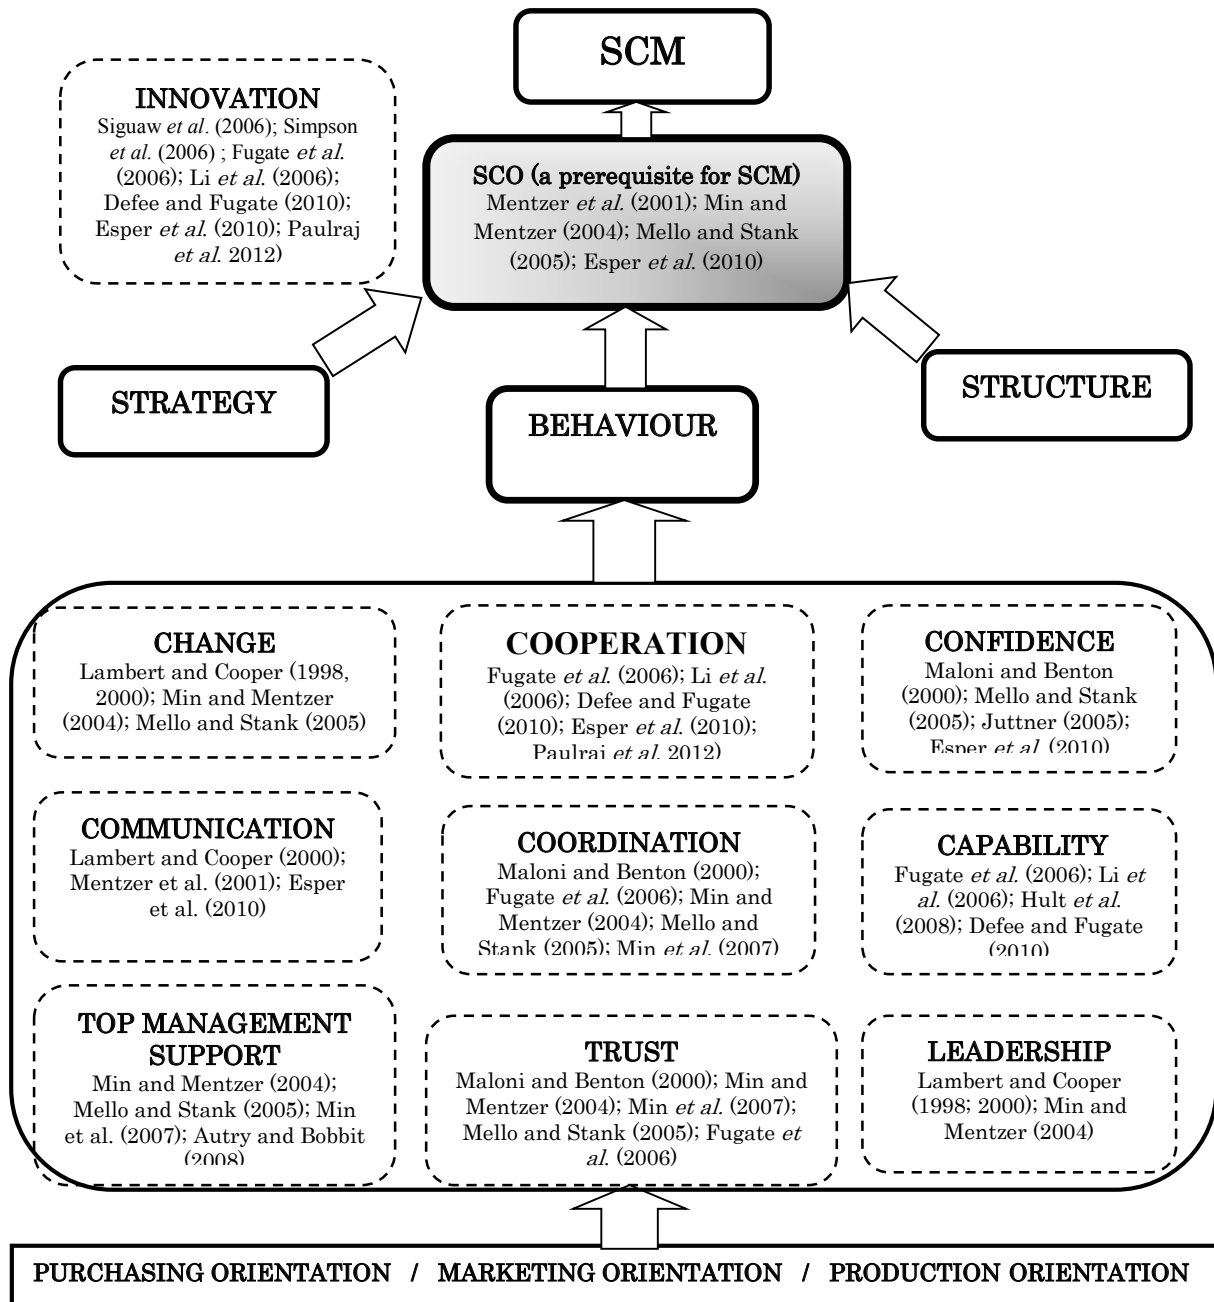 SCM
INNOVATION
Siguaw et al. (2006); Simpson
et al. (2006) ; Fugate et al.
(2006); Li et al. (2006);
Defee and Fugate (2010);
Esper et al. (2010); Paulraj
et al. 2012)
SCO (a prerequisite for SCM)
Mentzer et al. (2001); Min and
Mentzer (2004); Mello and Stank
(2005); Esper et al. (2010)
STRATEGY
BEHAVIOUR
STRUCTURE
CHANGE
Lambert and Cooper (1998,
2000); Min and Mentzer
(2004); Mello and Stank (2005)
COOPERATION
Fugate et al. (2006); Li et al.
(2006); Defee and Fugate
(2010); Esper et al. (2010);
Paulraj et al. 2012)
CONFIDENCE
Maloni and Benton
(2000); Mello and Stank
(2005); Juttner (2005);
Esper et al. (2010)
COMMUNICATION
Lambert and Cooper (2000);
Mentzer et al. (2001); Esper
et al. (2010)
COORDINATION
Maloni and Benton (2000);
Fugate et al. (2006); Min and
Mentzer (2004); Mello and
Stank (2005); Min et al. (2007)
CAPABILITY
Fugate et al. (2006); Li et
al. (2006); Hult et al.
(2008); Defee and Fugate
(2010)
TOP MANAGEMENT
SUPPORT
Min and Mentzer (2004);
Mello and Stank (2005); Min
et al. (2007); Autry and Bobbit
(2008)
TRUST
Maloni and Benton (2000); Min and
Mentzer (2004); Min et al. (2007);
Mello and Stank (2005); Fugate et
al. (2006)
LEADERSHIP
Lambert and Cooper
(1998; 2000); Min and
Mentzer (2004)
PURCHASING ORIENTATION / MARKETING ORIENTATION / PRODUCTION ORIENTATION